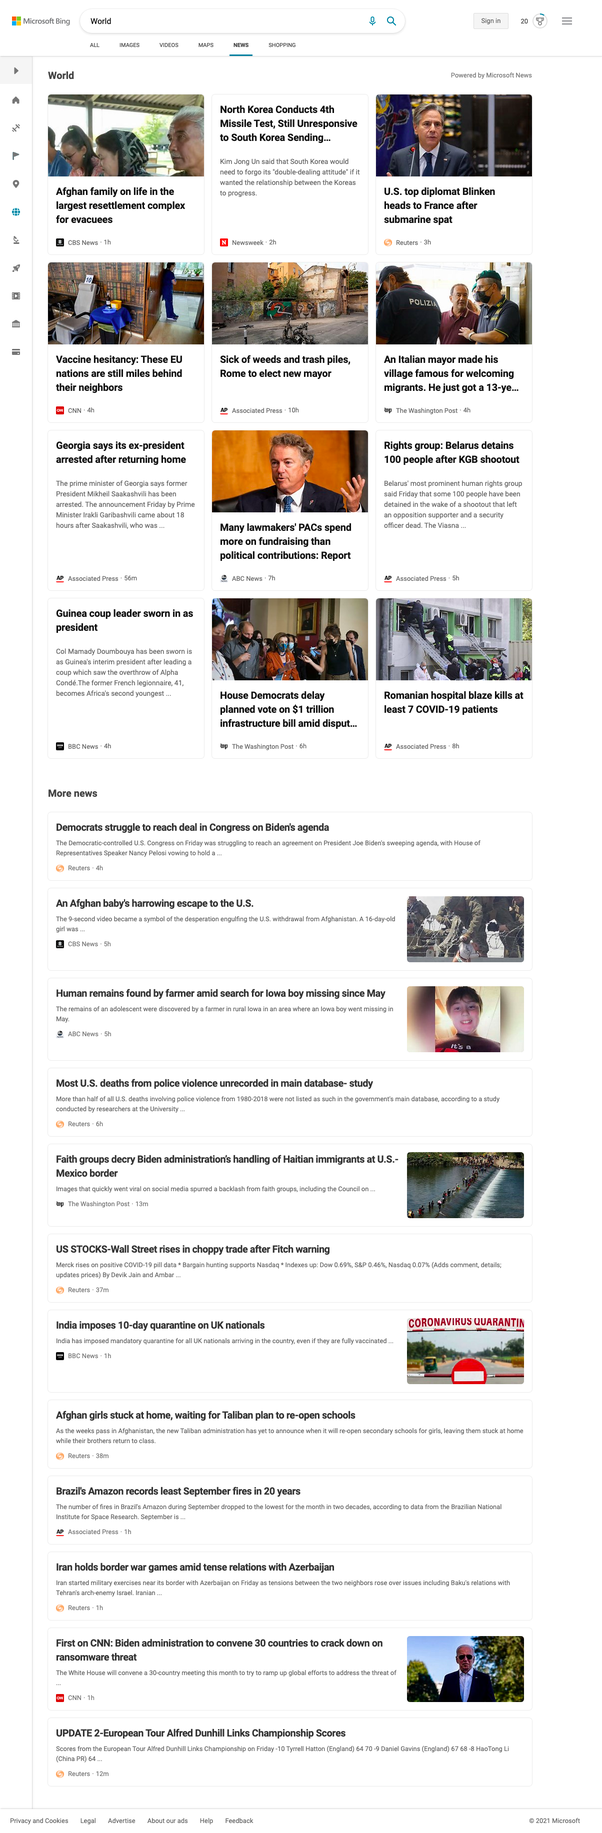 Microsoft Bing
World
Sign in
20
ALL
IMAGES
VIDEOS
MAPS
NEWS
SHOPPING
World
Powered by Microsoft News
Afghan family on life in the
largest resettlement complex
for evacuees
CBS News · 1h
North Korea Conducts 4th
Missile Test, Still Unresponsive
to South Korea Sending...
Kim Jong Un said that South Korea would
need to forgo its "double-dealing attitude" if it
wanted the relationship between the Koreas
to progress.
N
Newsweek · 2h
U.S. top diplomat Blinken
heads to France after
submarine spat
Reuters · 3h
Vaccine hesitancy: These EU
nations are still miles behind
their neighbors
CNN · 4h
Sick of weeds and trash piles,
Rome to elect new mayor
AP
Associated Press · 10h
POLIZIA
An Italian mayor made his
village famous for welcoming
migrants. He just got a 13-ye...
wp
The Washington Post · 4h
Georgia says its ex-president
arrested after returning home
The prime minister of Georgia says former
President Mikheil Saakashvili has been
arrested. The announcement Friday by Prime
Minister Irakli Garibashvili came about 18
hours after Saakashvili, who was ...
AP
Associated Press · 56m
Many lawmakers' PACs spend
more on fundraising than
political contributions: Report
ABC News · 7h
Rights group: Belarus detains
100 people after KGB shootout
Belarus' most prominent human rights group
said Friday that some 100 people have been
detained in the wake of a shootout that left
an opposition supporter and a security
officer dead. The Viasna ...
AP
Associated Press · 5h
Guinea coup leader sworn in as
president
Col Mamady Doumbouya has been sworn is
as Guinea's interim president after leading a
coup which saw the overthrow of Alpha
Condé.The former French legionnaire, 41,
becomes Africa's second youngest ...
BBC News · 4h
House Democrats delay
planned vote on $1 trillion
infrastructure bill amid disput...
wp
The Washington Post · 6h
Romanian hospital blaze kills at
least 7 COVID-19 patients
AP
Associated Press · 8h
More news
Democrats struggle to reach deal in Congress on Biden's agenda
The Democratic-controlled U.S. Congress on Friday was struggling to reach an agreement on President Joe Biden's sweeping agenda, with House of
Representatives Speaker Nancy Pelosi vowing to hold a ...
Reuters · 4h
An Afghan baby's harrowing escape to the U.S.
The 9-second video became a symbol of the desperation engulfing the U.S. withdrawal from Afghanistan. A 16-day-old
girl was ...
CBS News · 5h
Human remains found by farmer amid search for Iowa boy missing since May
The remains of an adolescent were discovered by a farmer in rural Iowa in an area where an Iowa boy went missing in
May.
ABC News · 5h
IT'S A
Most U.S. deaths from police violence unrecorded in main database- study
More than half of all U.S. deaths involving police violence from 1980-2018 were not listed as such in the government's main database, according to a study
conducted by researchers at the University ...
Reuters · 6h
Faith groups decry Biden administration's handling of Haitian immigrants at U.S.-
Mexico border
Images that quickly went viral on social media spurred a backlash from faith groups, including the Council on ...
wp
The Washington Post · 13m
US STOCKS-Wall Street rises in choppy trade after Fitch warning
Merck rises on positive COVID-19 pill data * Bargain hunting supports Nasdaq * Indexes up: Dow 0.69%, S&P 0.46%, Nasdaq 0.07% (Adds comment, details;
updates prices) By Devik Jain and Ambar ...
Reuters · 37m
India imposes 10-day quarantine on UK nationals
India has imposed mandatory quarantine for all UK nationals arriving in the country, even if they are fully vaccinated ...
BBC News · 1h
CORONAVIRUS QUARANTIN
Afghan girls stuck at home, waiting for Taliban plan to re-open schools
As the weeks pass in Afghanistan, the new Taliban administration has yet to announce when it will re-open secondary schools for girls, leaving them stuck at home
while their brothers return to class.
Reuters · 38m
Brazil's Amazon records least September fires in 20 years
The number of fires in Brazil's Amazon during September dropped to the lowest for the month in two decades, according to data from the Brazilian National
Institute for Space Research. September is ...
AP
Associated Press · 1h
Iran holds border war games amid tense relations with Azerbaijan
Iran started military exercises near its border with Azerbaijan on Friday as tensions between the two neighbors rose over issues including Baku's relations with
Tehran's arch-enemy Israel. Iranian ...
Reuters · 1h
First on CNN: Biden administration to convene 30 countries to crack down on
ransomware threat
The White House will convene a 30-country meeting this month to try to ramp up global efforts to address the threat of
...
CNN · 1h
UPDATE 2-European Tour Alfred Dunhill Links Championship Scores
Scores from the European Tour Alfred Dunhill Links Championship on Friday -10 Tyrrell Hatton (England) 64 70 -9 Daniel Gavins (England) 67 68 -8 HaoTong Li
(China PR) 64 ...
Reuters · 12m
Privacy and Cookies
Legal
Advertise
About our ads
Help
Feedback
© 2021 Microsoft